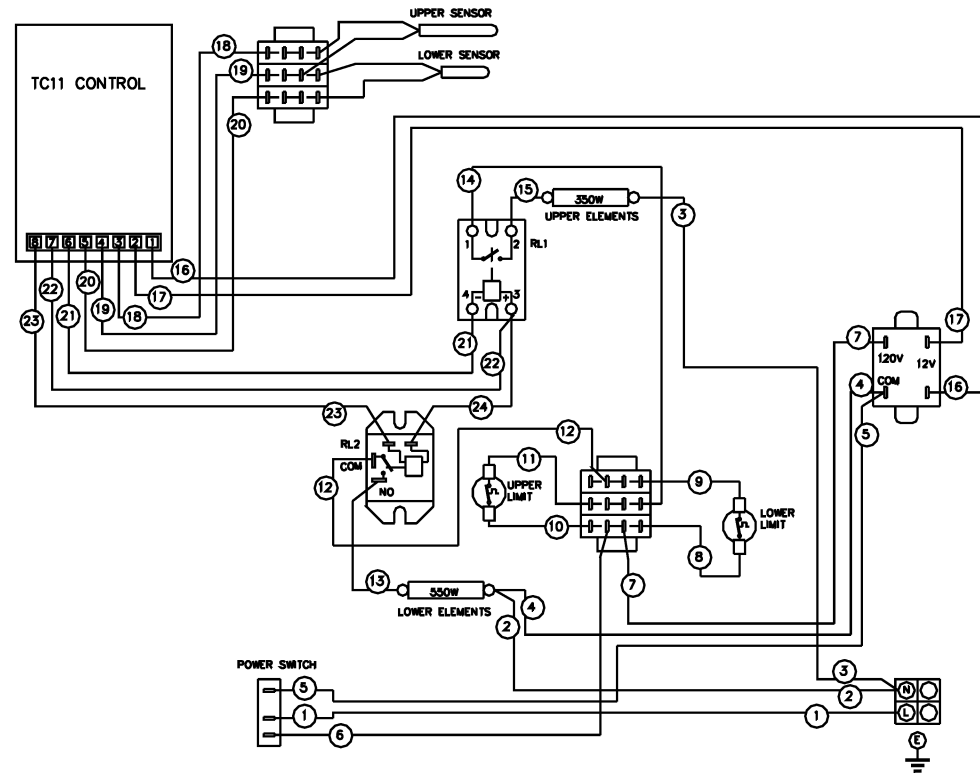 UPPER SENSOR
18
LOWER SENSOR
19
TC11 CONTROL
20
14
15
350W
3
UPPER ELEMENTS
1
2
RL1
8 7 6 5 4 3 2 1
16
20
22
17
4
-
+
3
19
18
23
21
17
21
7
120V
12V
22
4
COM
16
23
24
12
5
RL2
COM
11
9
12
NO
UPPER
LIMIT
LOWER
LIMIT
10
8
13
550W
7
4
LOWER ELEMENTS
2
POWER SWITCH
3
5
N
2
1
1
L
6
E